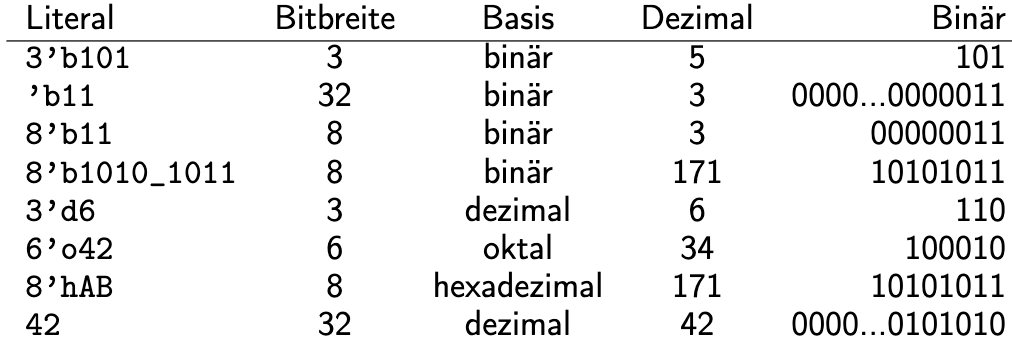 Literal Bitbreite Basis Dezimal Binär
3’b101 3 binär 5 101
’b11 32 binär 3 0000...0000011
8’b11 8 binär 3 00000011
8’b1010_1011 8 binär 171 10101011
3’d6 3 dezimal 6 110
6’o42 6 oktal 34 100010
8’hAB 8 hexadezimal 171 10101011
42 32 dezimal 42 0000...0101010